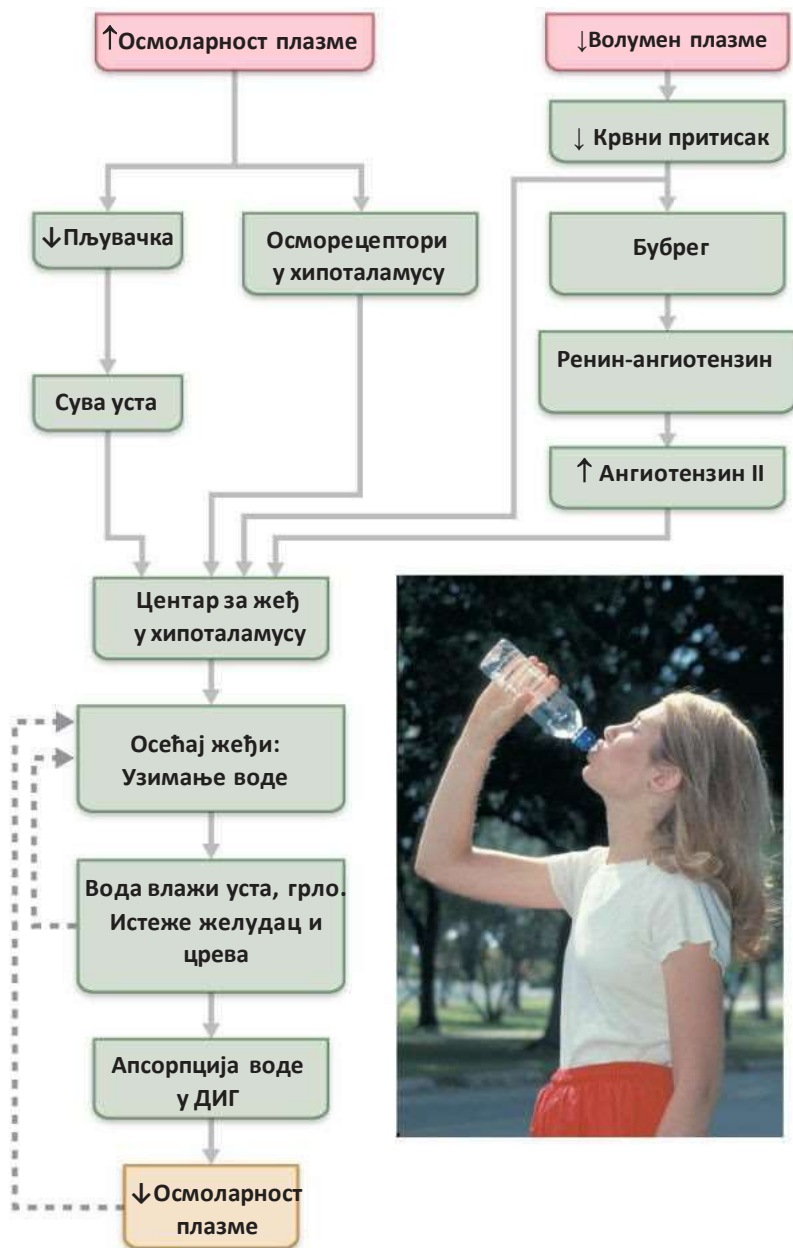 ↑Осмоларност плазме
↓Волумен плазме
↓ Крвни притисак
↓Пљувачка
Осморецептори
у хипоталамусу
Бубрег
Ренин-ангиотензин
Сува уста
↑ Ангиотензин II
Центар за жеђ
у хипоталамусу
Осећај жеђи:
Узимање воде
Вода влажи уста, грло.
Истеже желудац и
црева
Апсорпција воде
у ДИГ
↓Осмоларност
плазме